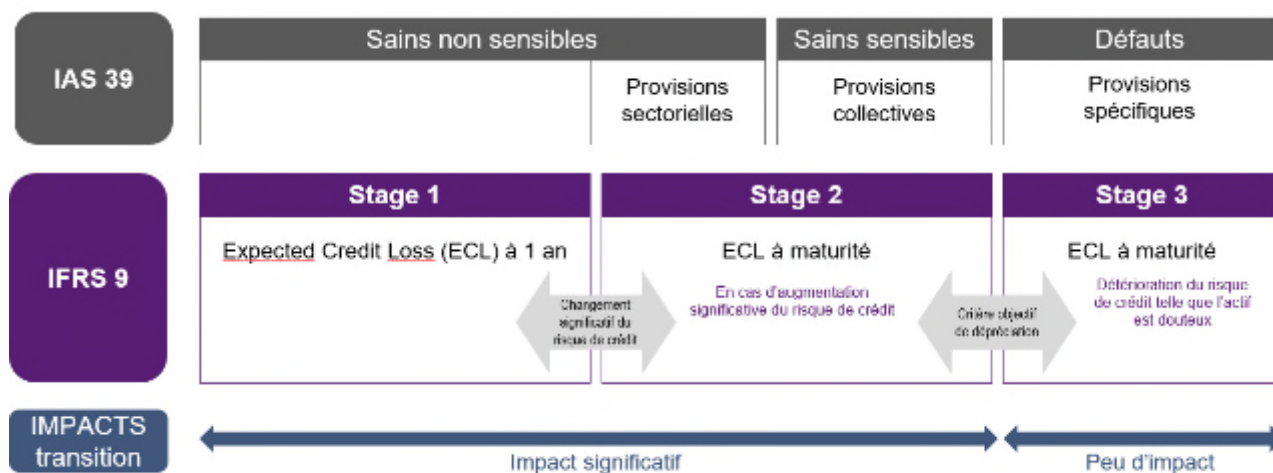 IAS 39
Sains non sensibles
Sains sensibles
Défauts
Provisions
sectorielles
Provisions
collectives
Provisions
spécifiques
IFRS 9
Stage 1
Stage 2
Stage 3
Expected Credit Loss (ECL) à 1 an
ECL à maturité
ECL à maturité
Changement
significatif du
risque de crédit
En cas d'augmentation
significative du risque de crédit
Critère objectif
de dépréciation
Détérioration du risque
de crédit telle que l'actif
est douteux
IMPACTS
transition
Impact significatif
Peu d'impact